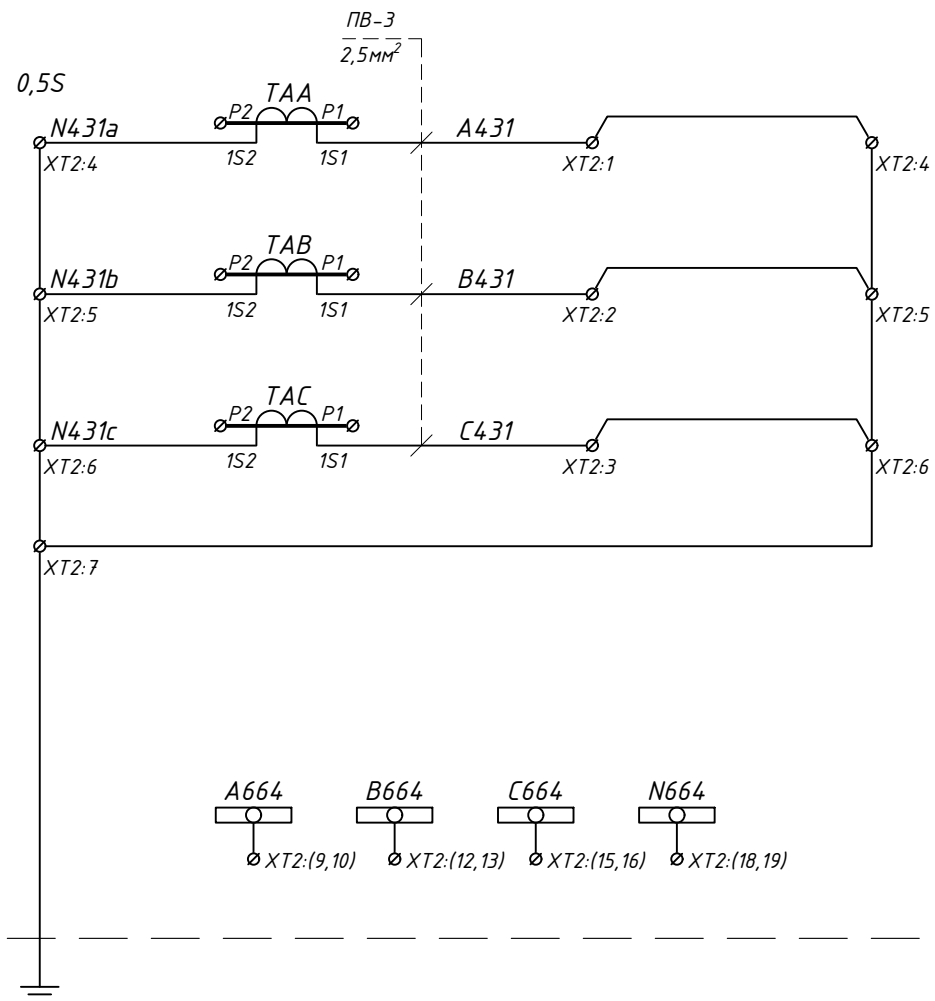 ПВ-3
2,5мм²
0,5S
TAA
P2 P1
N431a A431
XT2:4 1S2 1S1 XT2:1 XT2:4
TAB
P2 P1
N431b B431
XT2:5 1S2 1S1 XT2:2 XT2:5
TAC
P2 P1
N431c C431
XT2:6 1S2 1S1 XT2:3 XT2:6
XT2:7
A664 B664 C664 N664
XT2:(9,10) XT2:(12,13) XT2:(15,16) XT2:(18,19)